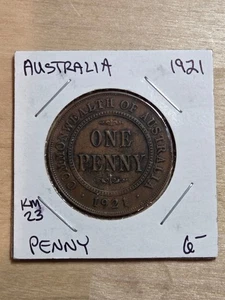 AUSTRALIA 1921
COMMONWEALTH OF AUSTRALIA
ONE
PENNY
1921
KM
23
PENNY 6-